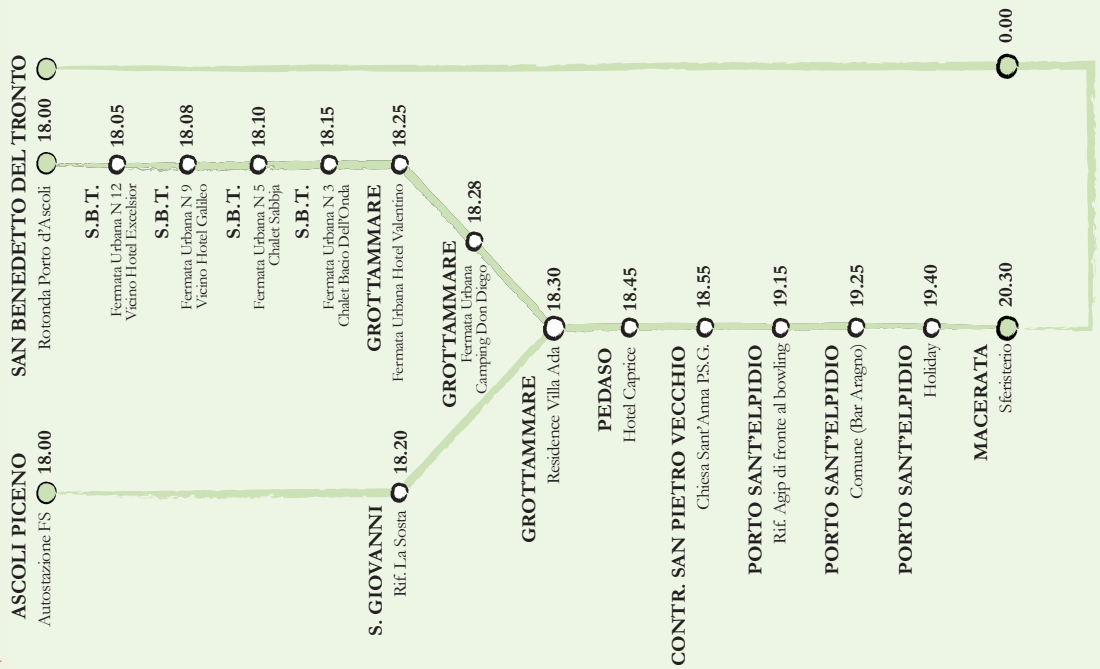 ASCOLI PICENO
Autostazione FS
18.00
S. GIOVANNI
Rif. La Sosta
18.20
SAN BENEDETTO DEL TRONTO
Rotonda Porto d'Ascoli
18.00
S.B.T.
Fermata Urbana N 12
Vicino Hotel Excelsior
18.05
S.B.T.
Fermata Urbana N 9
Vicino Hotel Galileo
18.08
S.B.T.
Fermata Urbana N 5
Chalet Sabbja
18.10
S.B.T.
Fermata Urbana N 3
Chalet Bacio Dell'Onda
18.15
GROTTAMMARE
Fermata Urbana Hotel Valentino
18.25
GROTTAMMARE
Fermata Urbana
Camping Don Diego
18.28
GROTTAMMARE
Residence Villa Ada
18.30
PEDASO
Hotel Caprice
18.45
CONTR. SAN PIETRO VECCHIO
Chiesa Sant'Anna P.S.G.
18.55
PORTO SANT'ELPIDIO
Rif. Agip di fronte al bowling
19.15
PORTO SANT'ELPIDIO
Comune (Bar Aragno)
19.25
PORTO SANT'ELPIDIO
Holiday
19.40
MACERATA
Sferisterio
20.30
0.00